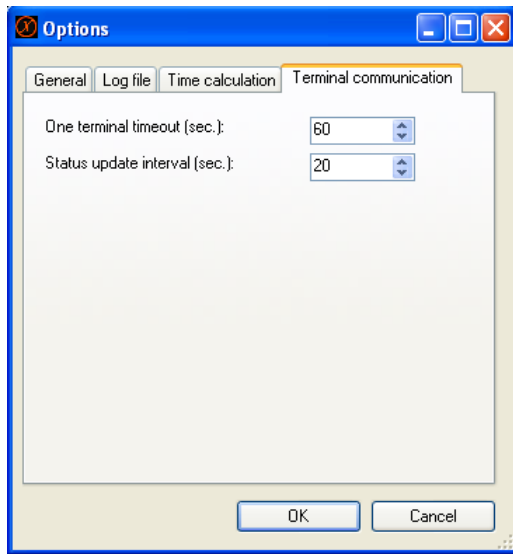 Options
General Log file Time calculation Terminal communication
One terminal timeout (sec.): 60
Status update interval (sec.): 20
OK Cancel